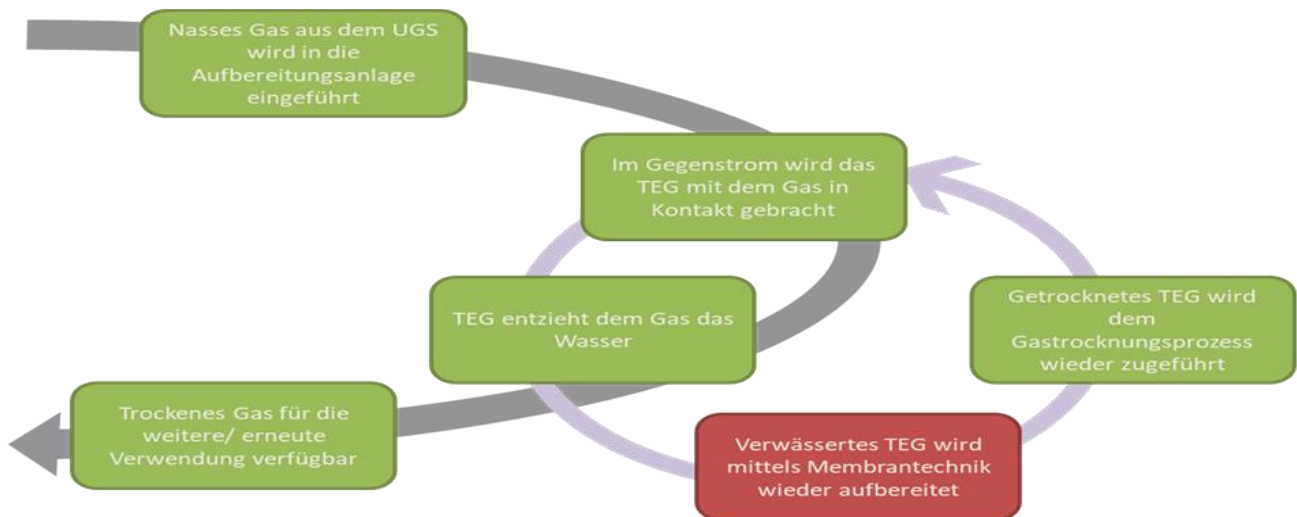 Nasses Gas aus dem UGS
wird in die
Aufbereitungsanlage
eingeführt
Im Gegenstrom wird das
TEG mit dem Gas in
Kontakt gebracht
TEG entzieht dem Gas das
Wasser
Getrocknetes TEG wird
dem
Gastrocknungsprozess
wieder zugeführt
Trockenes Gas für die
weitere/ erneute
Verwendung verfügbar
Verwässertes TEG wird
mittels Membrantechnik
wieder aufbereitet